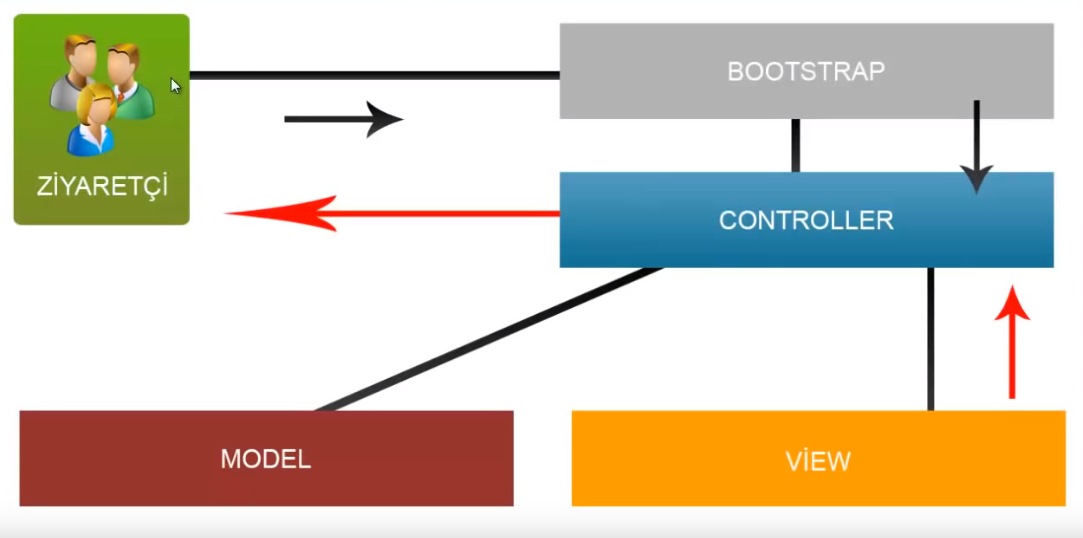 BOOTSTRAP
ZİYARETÇİ
CONTROLLER
MODEL
VİEW